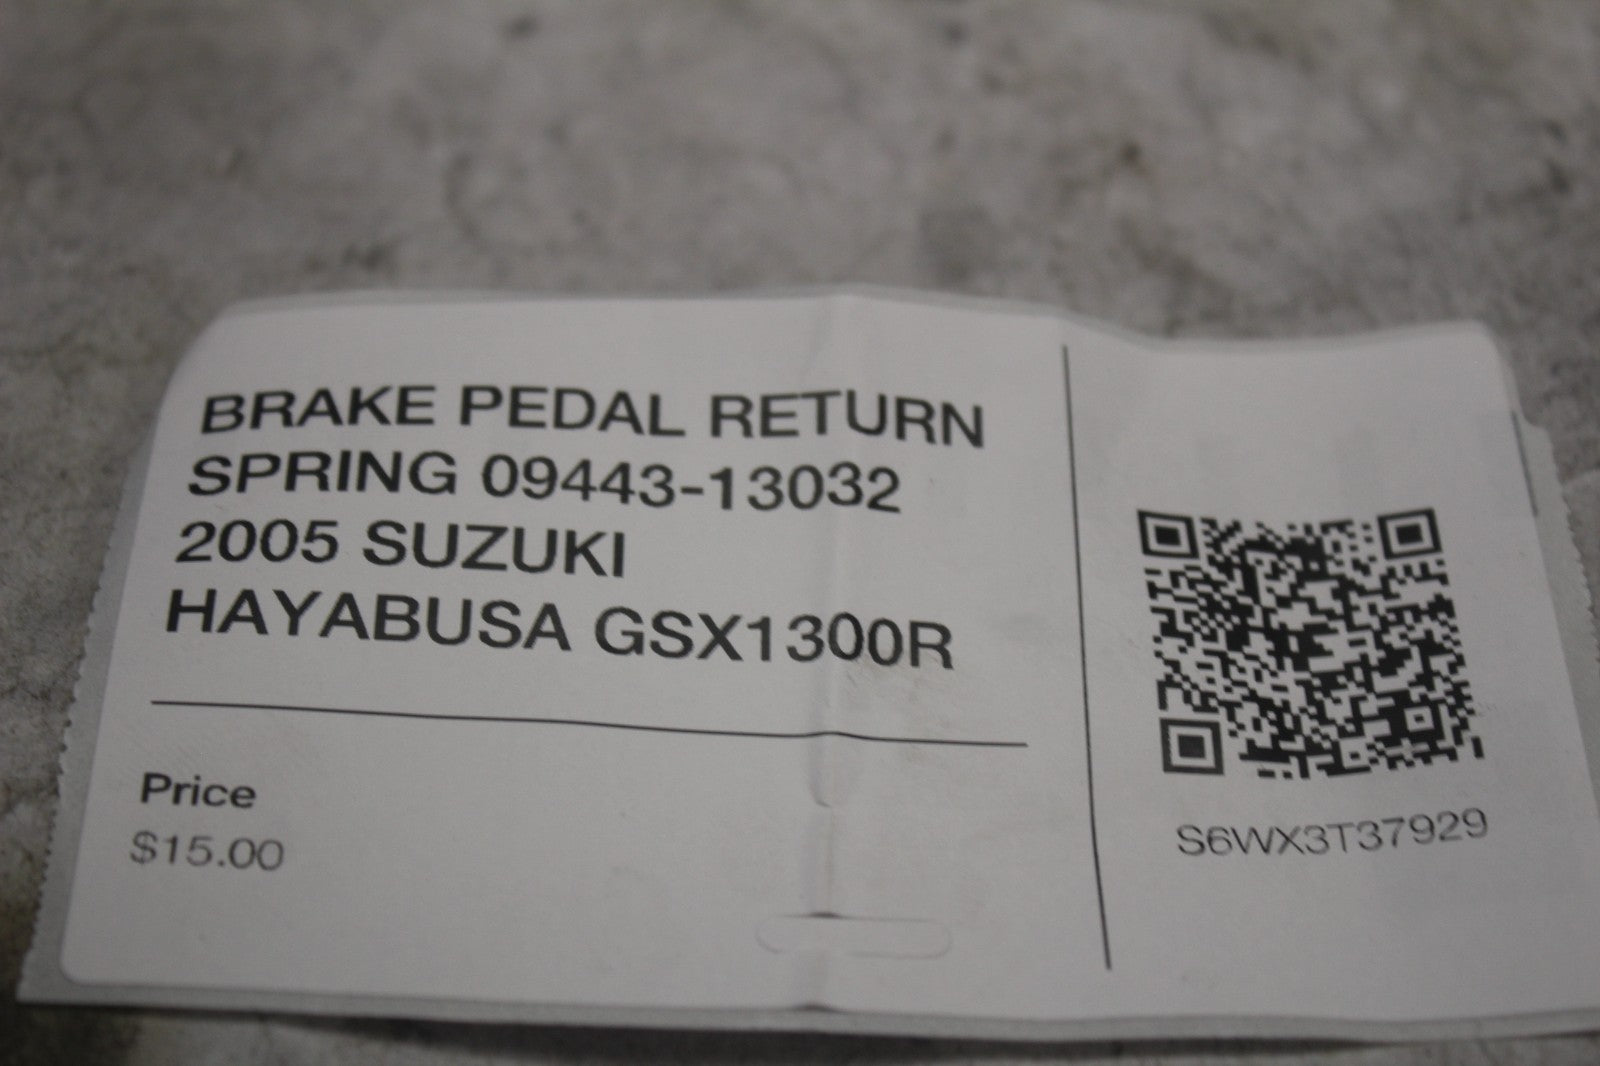 BRAKE PEDAL RETURN
SPRING 09443-13032
2005 SUZUKI
HAYABUSA GSX1300R
Price
$15.00
S6WX3T37929